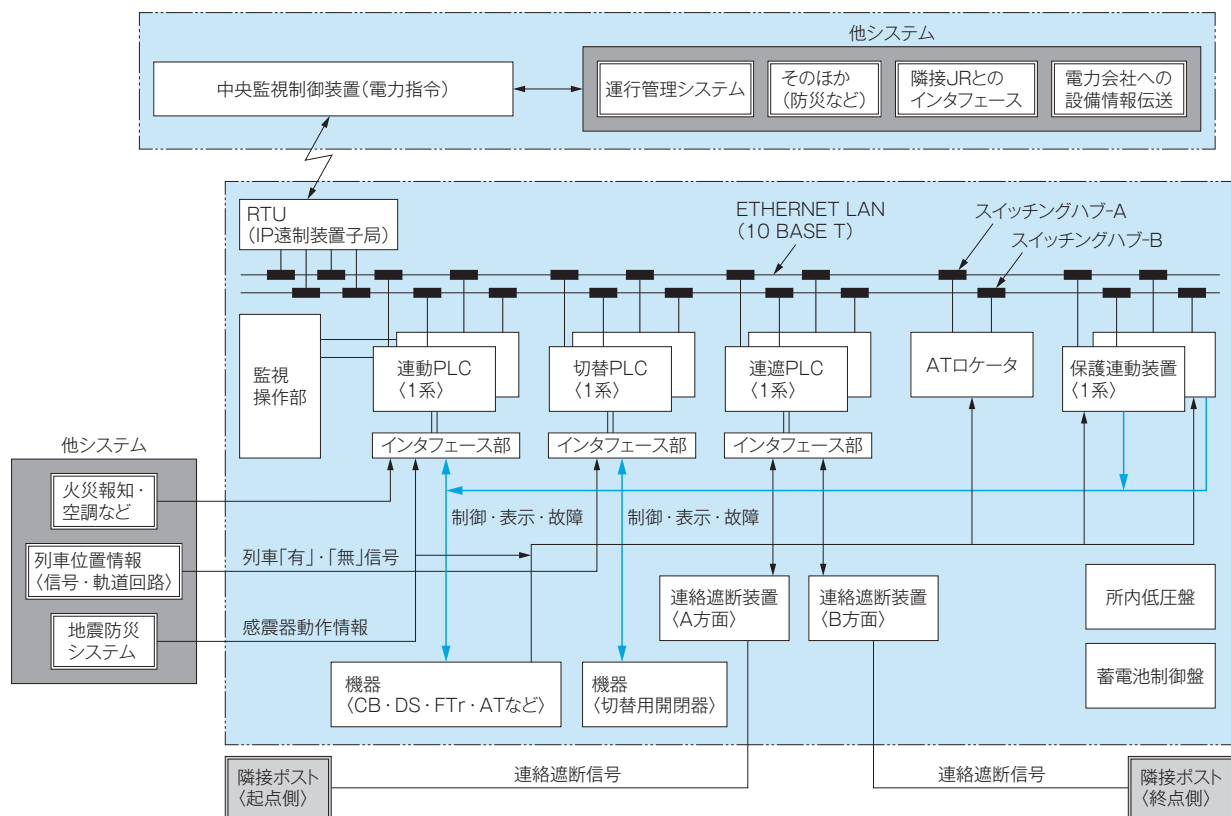 他システム
中央監視制御装置(電力指令)
運行管理システム
そのほか
(防災など)
隣接JRとの
インタフェース
電力会社への
設備情報伝送
RTU
(IP遠制装置子局)
ETHERNET LAN
(10 BASE T)
スイッチングハブ-A
スイッチングハブ-B
監視
操作部
連動PLC
〈1系〉
切替PLC
〈1系〉
連遮PLC
〈1系〉
ATロケータ
保護連動装置
〈1系〉
インタフェース部
インタフェース部
インタフェース部
他システム
火災報知・
空調など
列車位置情報
〈信号・軌道回路〉
地震防災
システム
制御・表示・故障
制御・表示・故障
列車「有」・「無」信号
感震器動作情報
連絡遮断装置
〈A方面〉
連絡遮断装置
〈B方面〉
所内低圧盤
蓄電池制御盤
機器
〈CB・DS・FTr・ATなど〉
機器
〈切替用開閉器〉
隣接ポスト
〈起点側〉
連絡遮断信号
連絡遮断信号
隣接ポスト
〈終点側〉